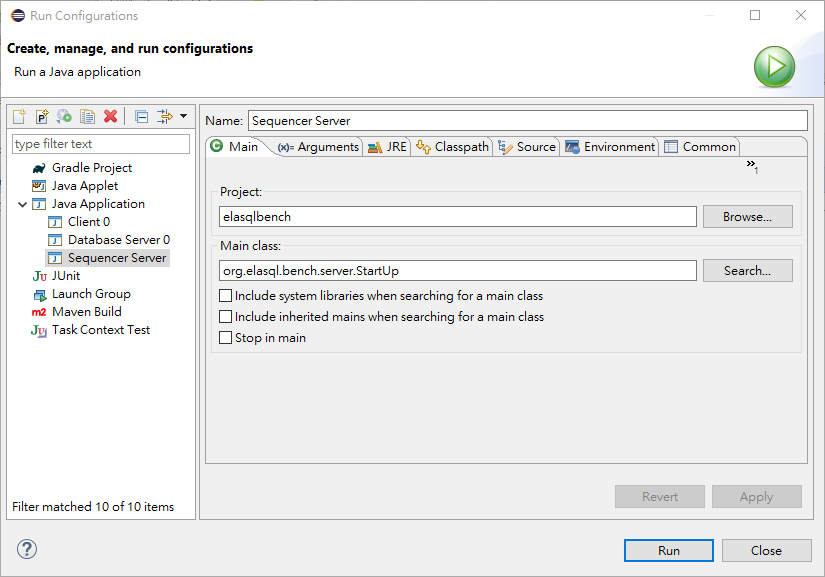 Run Configurations
Create, manage, and run configurations
Run a Java application
type filter text
Gradle Project
Java Applet
Java Application
Client 0
Database Server 0
Sequencer Server
JUnit
Launch Group
Maven Build
Task Context Test
Filter matched 10 of 10 items
Name: Sequencer Server
Main (x)= Arguments JRE Classpath Source Environment Common
»1
Project:
elasqlbench Browse...
Main class:
org.elasql.bench.server.StartUp Search...
Include system libraries when searching for a main class
Include inherited mains when searching for a main class
Stop in main
Revert Apply
? Run Close